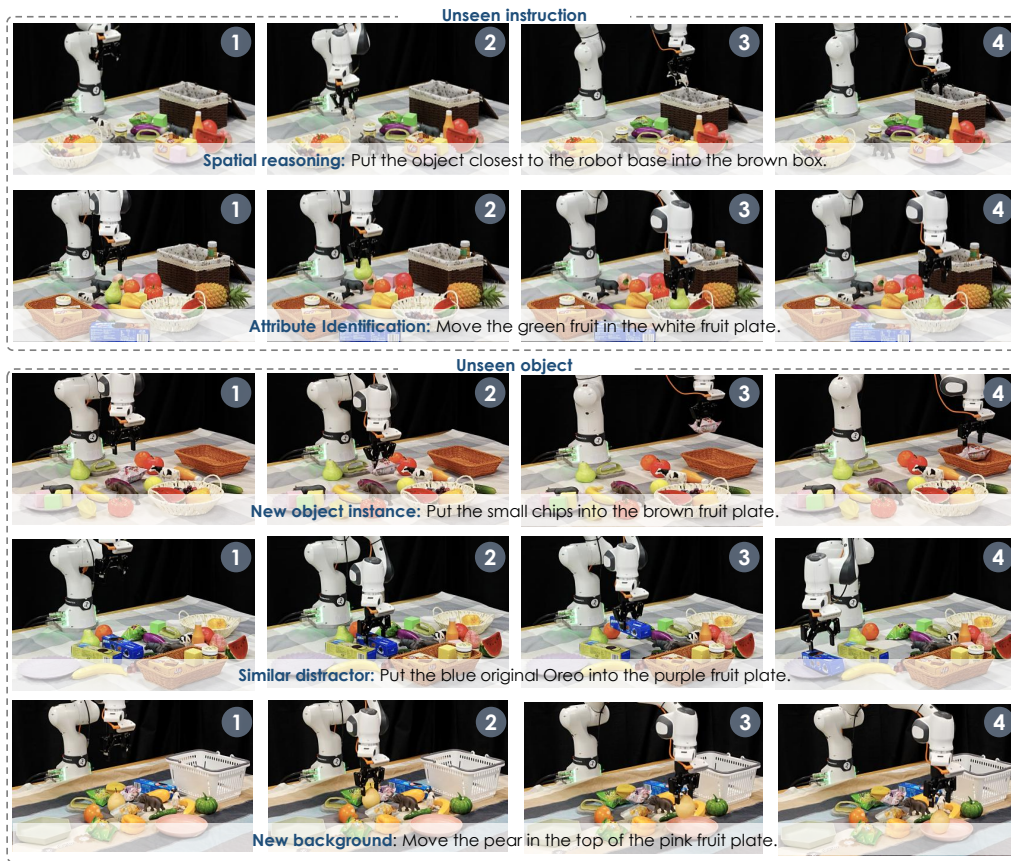 Unseen instruction
1
2
3
4
Spatial reasoning: Put the object closest to the robot base into the brown box.
1
2
3
4
Attribute Identification: Move the green fruit in the white fruit plate.
Unseen object
1
2
3
4
New object instance: Put the small chips into the brown fruit plate.
1
2
3
4
Similar distractor: Put the blue original Oreo into the purple fruit plate.
1
2
3
4
New background: Move the pear in the top of the pink fruit plate.